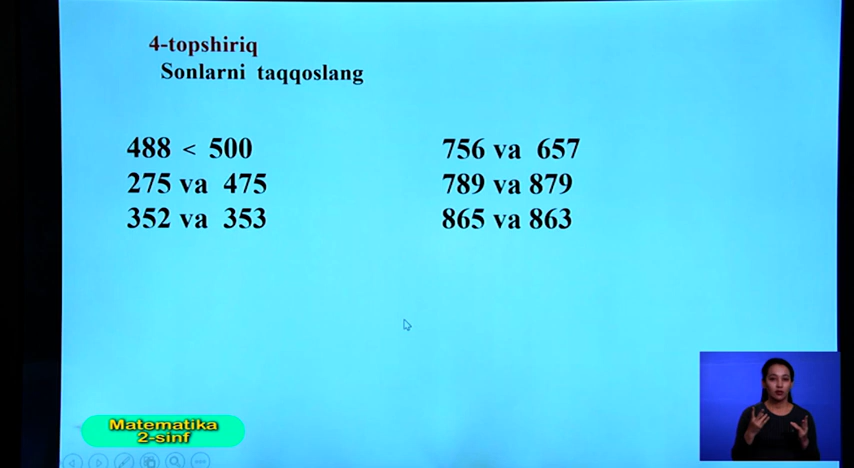 4-topshiriq
Sonlarni taqqoslang
488 < 500
275 va 475
352 va 353
756 va 657
789 va 879
865 va 863
Matematika
2-sinf